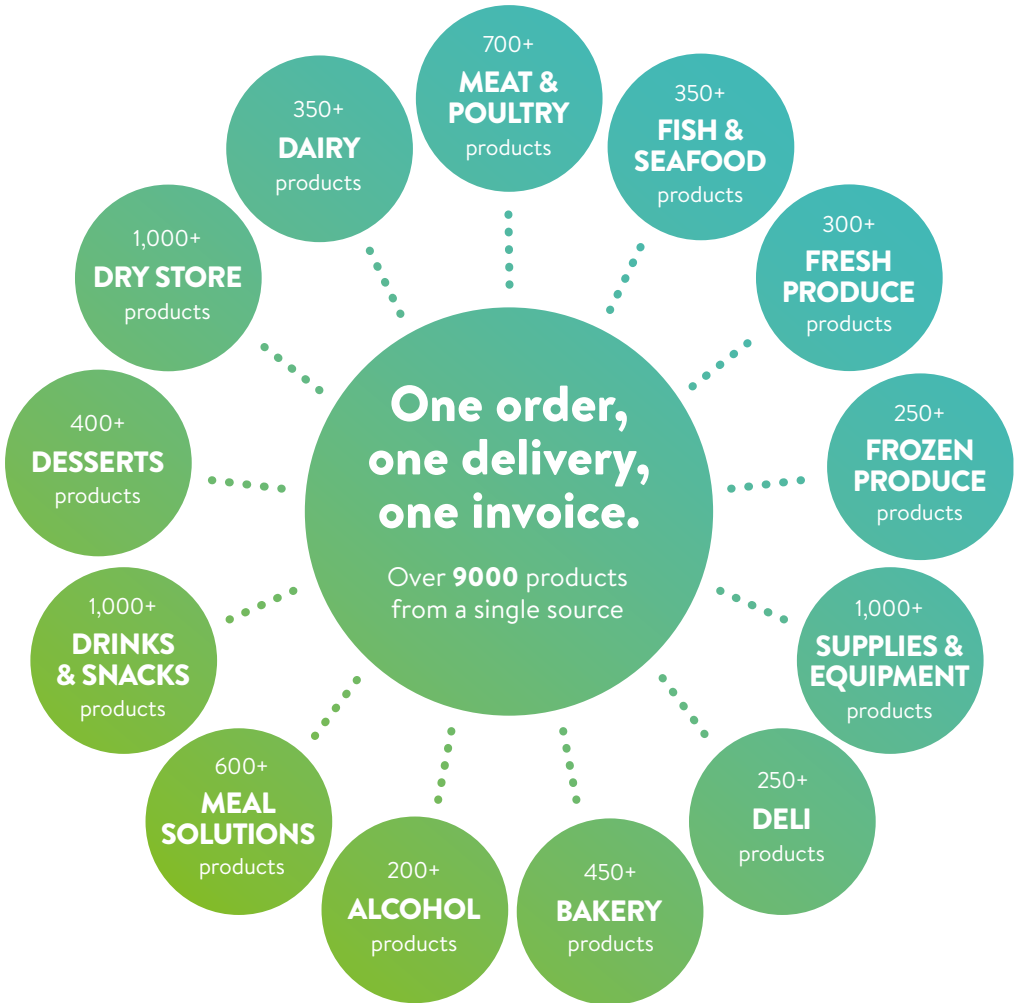 700+
MEAT &
POULTRY
products
350+
FISH &
SEAFOOD
products
300+
FRESH
PRODUCE
products
250+
FROZEN
PRODUCE
products
1,000+
SUPPLIES &
EQUIPMENT
products
250+
DELI
products
450+
BAKERY
products
200+
ALCOHOL
products
600+
MEAL
SOLUTIONS
products
1,000+
DRINKS
& SNACKS
products
400+
DESSERTS
products
1,000+
DRY STORE
products
350+
DAIRY
products
One order,
one delivery,
one invoice.
Over 9000 products
from a single source